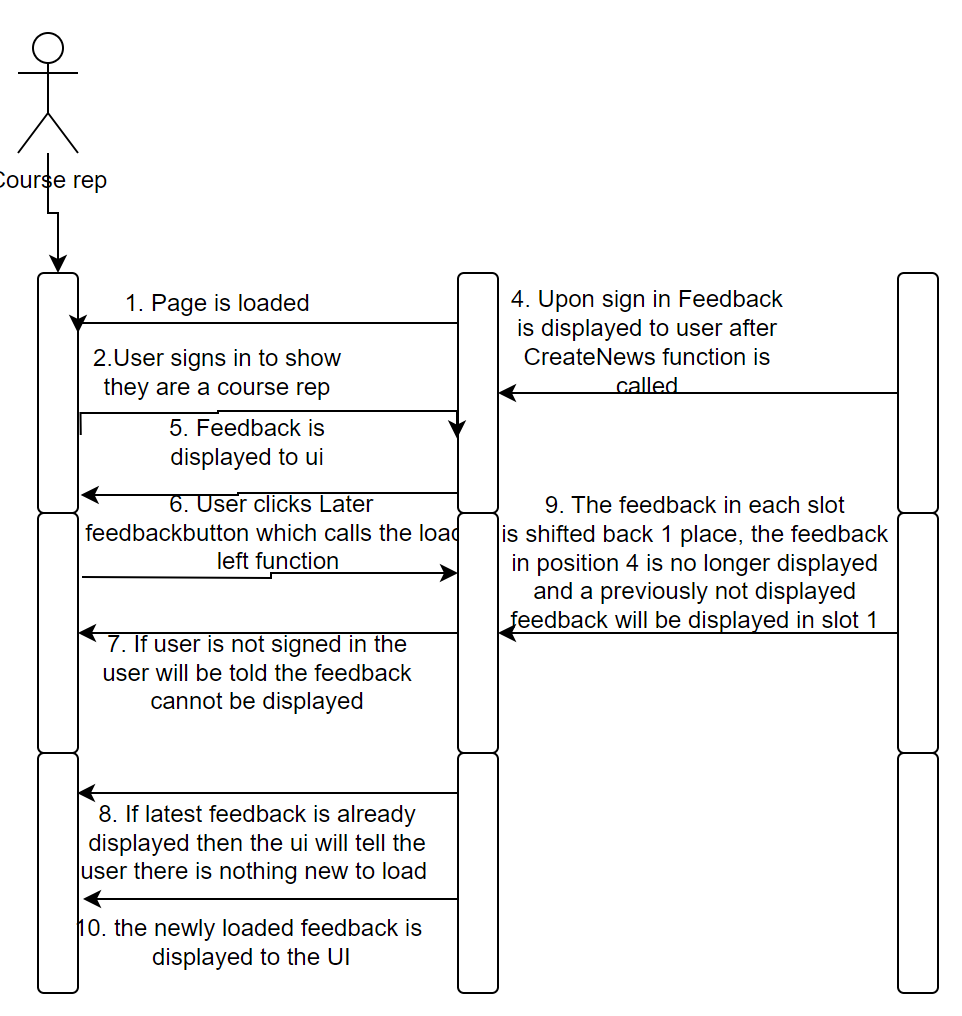 Course rep
1. Page is loaded
2.User signs in to show
they are a course rep
4. Upon sign in Feedback
is displayed to user after
CreateNews function is
called
5. Feedback is
displayed to ui
6. User clicks Later
feedbackbutton which calls the load
left function
9. The feedback in each slot
is shifted back 1 place, the feedback
in position 4 is no longer displayed
and a previously not displayed
feedback will be displayed in slot 1
7. If user is not signed in the
user will be told the feedback
cannot be displayed
8. If latest feedback is already
displayed then the ui will tell the
user there is nothing new to load
10. the newly loaded feedback is
displayed to the UI